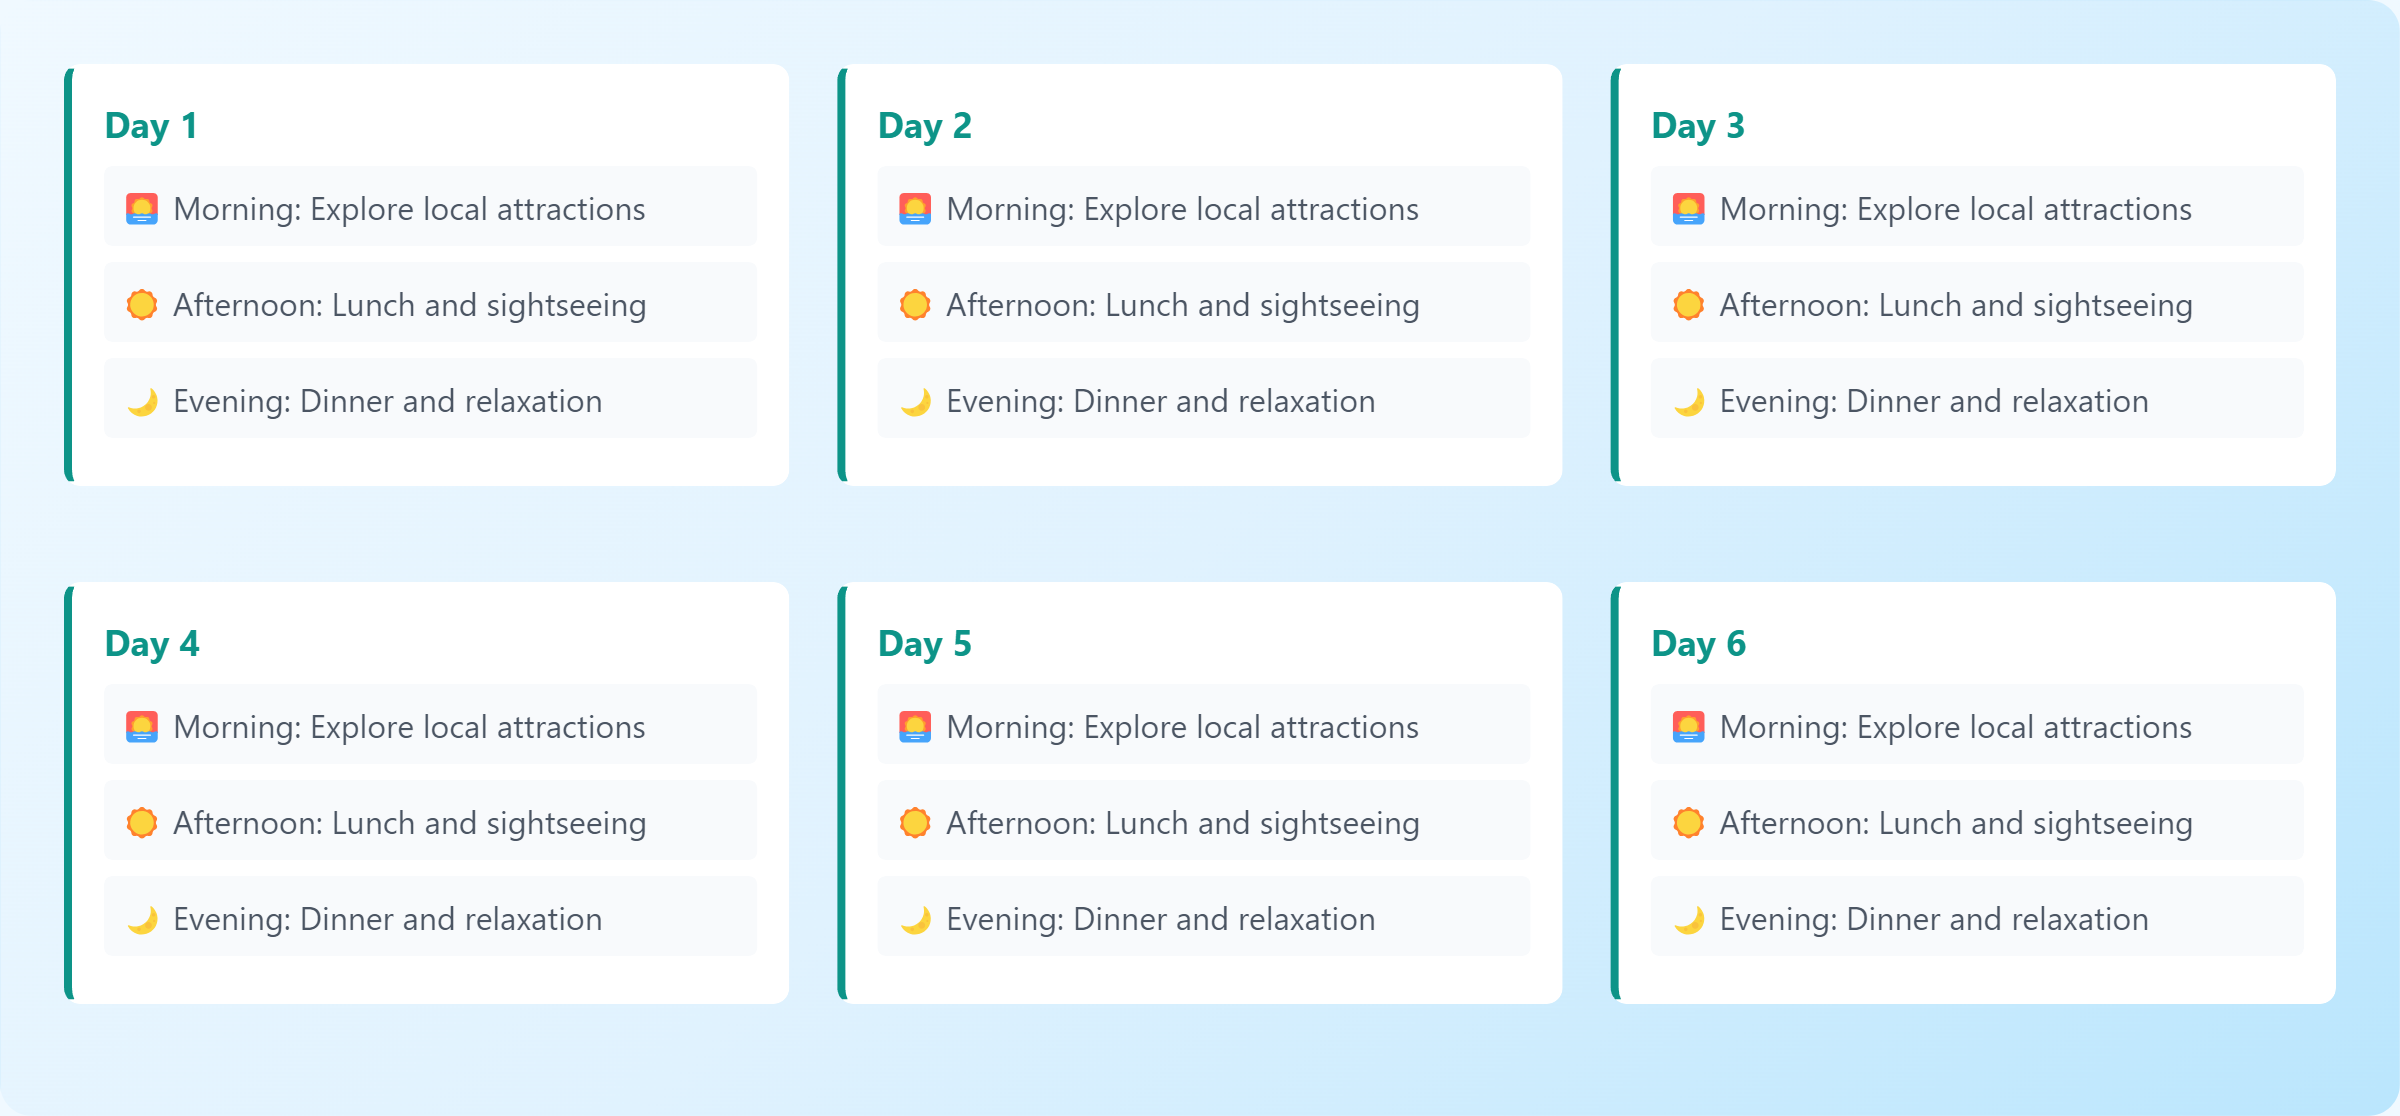 Day 1
Morning: Explore local attractions
Afternoon: Lunch and sightseeing
Evening: Dinner and relaxation
Day 2
Morning: Explore local attractions
Afternoon: Lunch and sightseeing
Evening: Dinner and relaxation
Day 3
Morning: Explore local attractions
Afternoon: Lunch and sightseeing
Evening: Dinner and relaxation
Day 4
Morning: Explore local attractions
Afternoon: Lunch and sightseeing
Evening: Dinner and relaxation
Day 5
Morning: Explore local attractions
Afternoon: Lunch and sightseeing
Evening: Dinner and relaxation
Day 6
Morning: Explore local attractions
Afternoon: Lunch and sightseeing
Evening: Dinner and relaxation